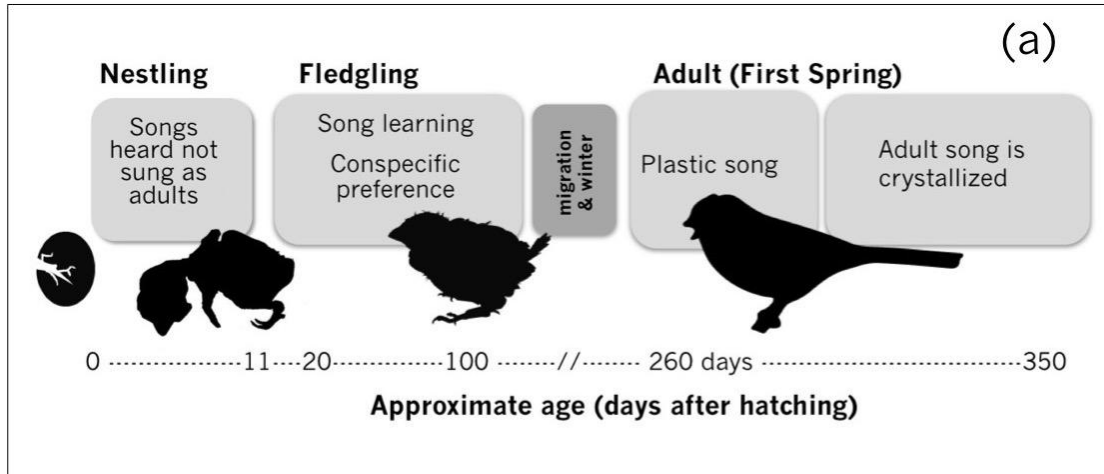 (a)
Nestling
Fledgling
Adult (First Spring)
Songs
heard not
sung as
adults
Song learning
Conspecific
preference
migration
& winter
Plastic song
Adult song is
crystallized
0 .................... 11 ... 20 ............... 100 .......... // ....... 260 days ................................... 350
Approximate age (days after hatching)